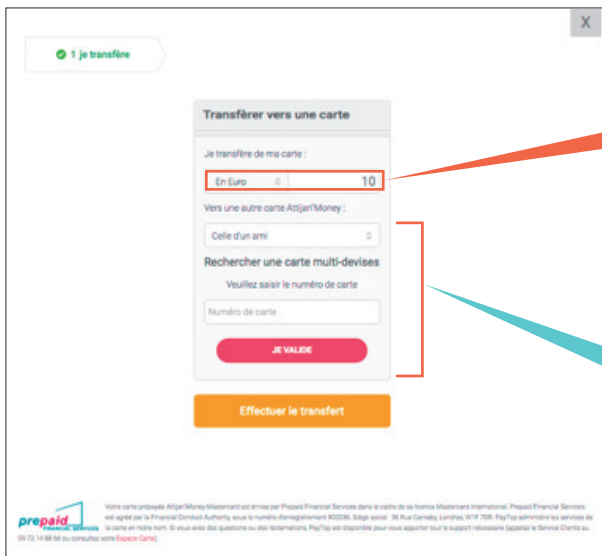 X
1 je transfère
Transférer vers une carte
Je transfère de ma carte :
En Euro 10
Vers une autre carte Attijari'Money :
Celle d'un ami
Rechercher une carte multi-devises
Veuillez saisir le numéro de carte
Numéro de carte
JE VALIDE
Effectuer le transfert
prepaid
FINANCIAL SERVICES
Votre carte prépayée Attijari'Money Mastercard est émise par Prepaid Financial Services dans le cadre de sa licence Mastercard International. Prepaid Financial Services
est agréé par la Financial Conduct Authority, sous le numéro d'enregistrement 900036. Siège social : 36 Rue Carnaby, Londres, W1F 7DR. PayTop administre les services de
la carte en notre nom. Si vous avez des questions ou des réclamations, PayTop est disponible pour vous apporter tout le support nécessaire (appelez le Service Clients au
09 72 14 88 66 ou consultez votre Espace Carte).